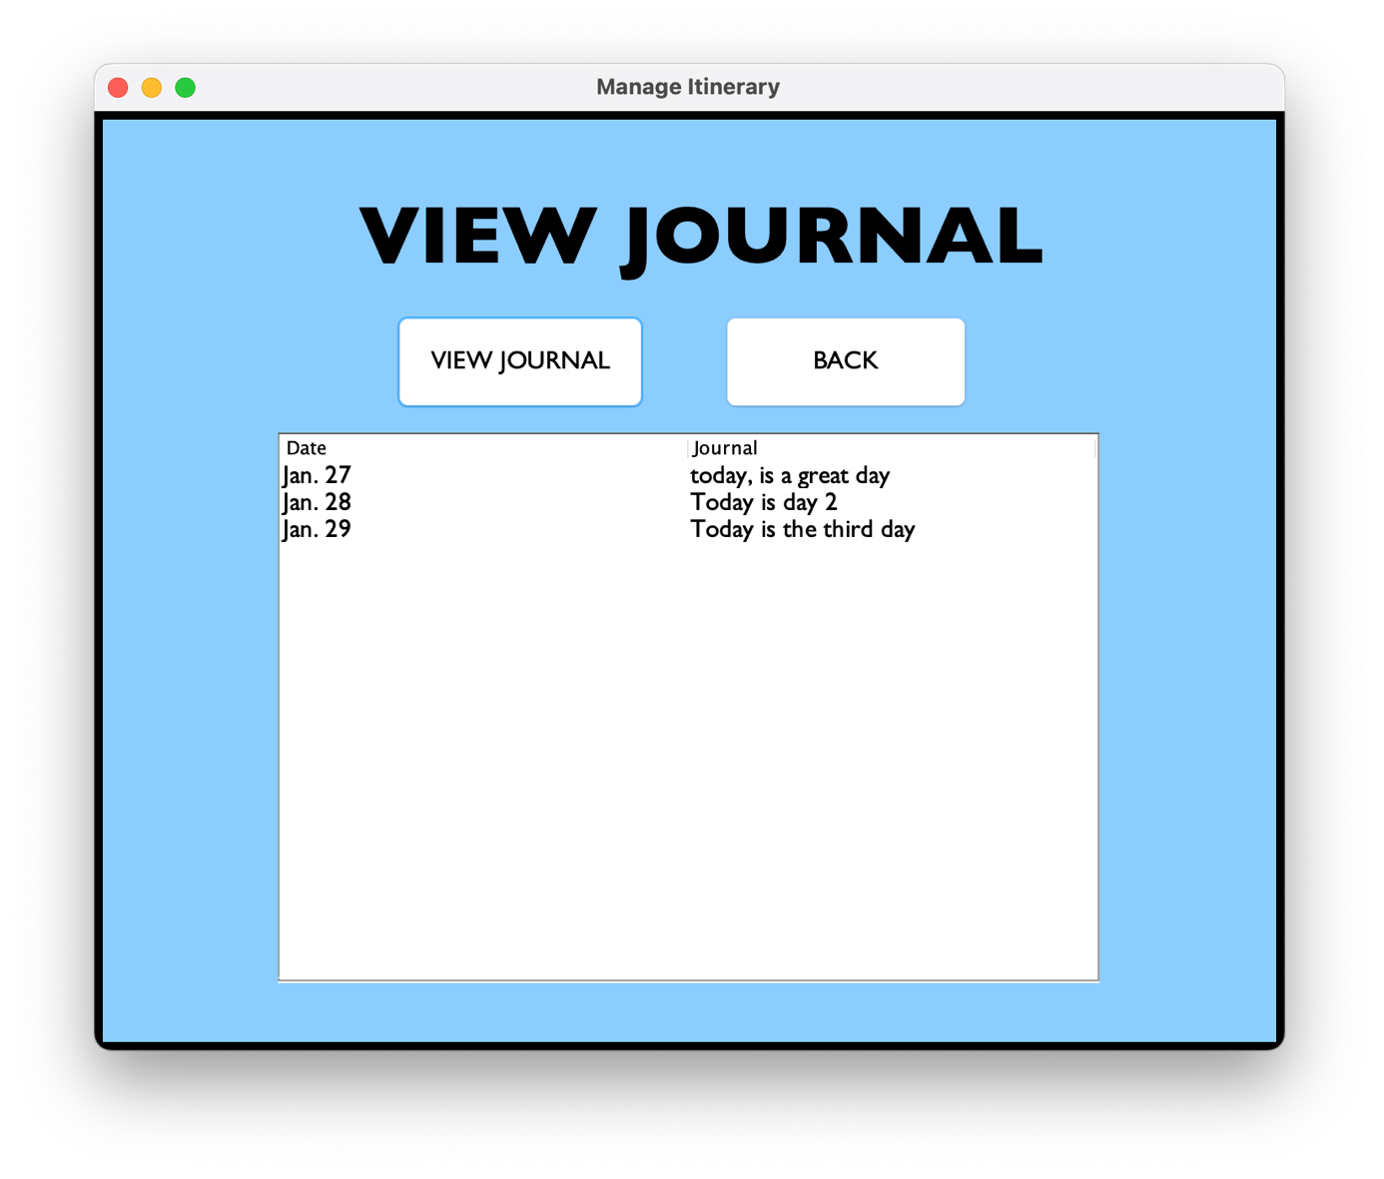 Manage Itinerary
VIEW JOURNAL
VIEW JOURNAL BACK
Date Journal
Jan. 27 today, is a great day
Jan. 28 Today is day 2
Jan. 29 Today is the third day